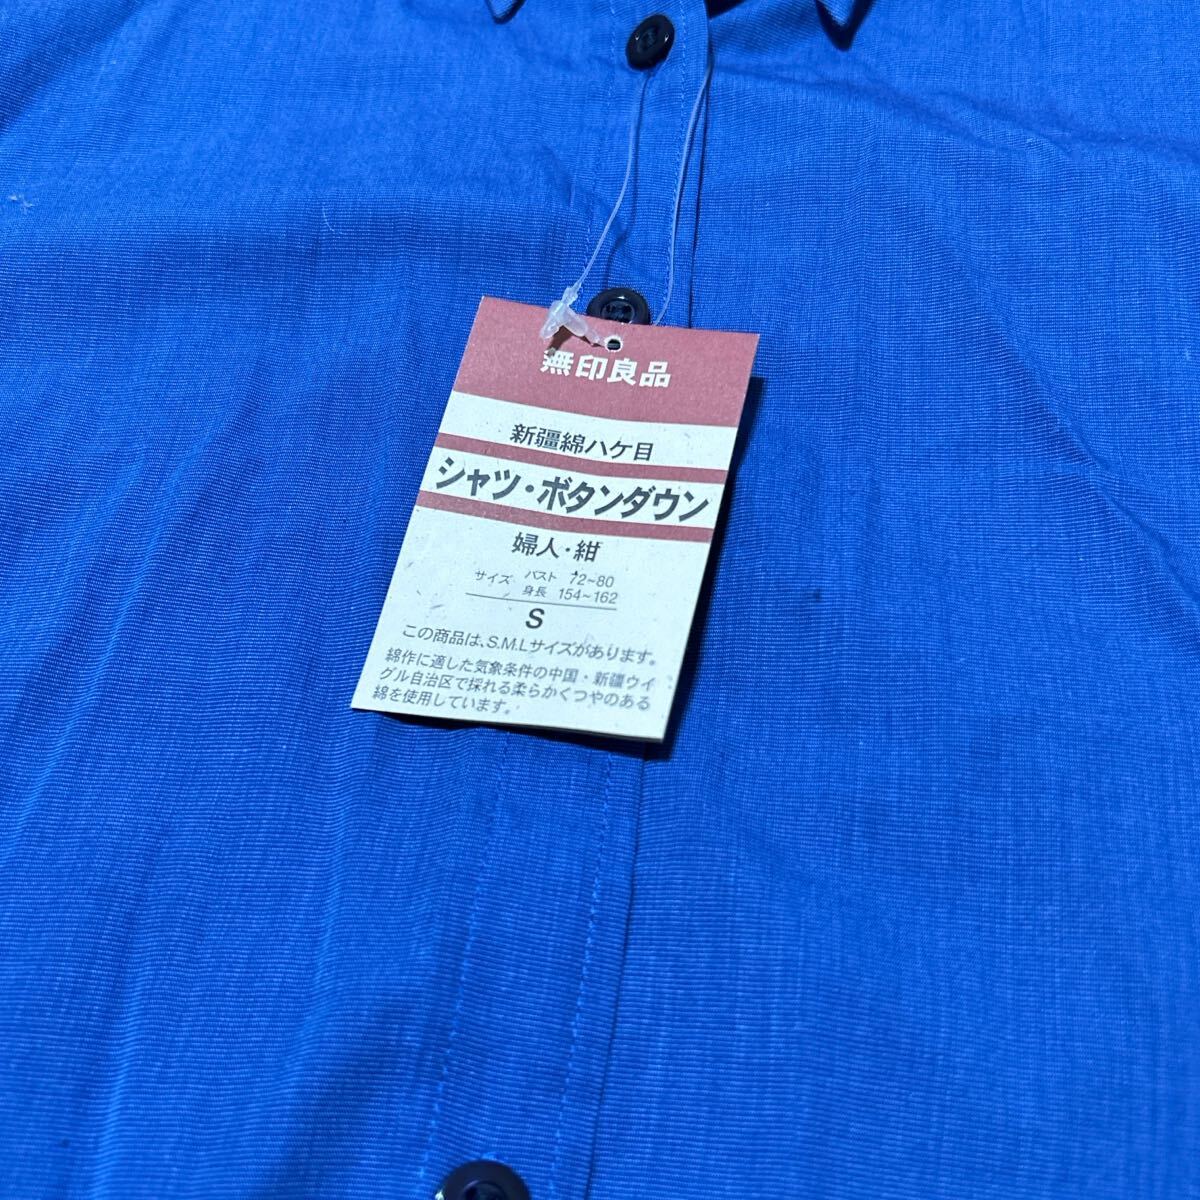 無印良品
新疆綿ハケ目
シャツ・ボタンダウン
婦人・紺
サイズ バスト 72~80
身長 154~162
S
この商品は、S.M.Lサイズがあります。
綿作に適した気象条件の中国・新疆ウイ
グル自治区で採れる柔らかくつやのある
綿を使用しています。